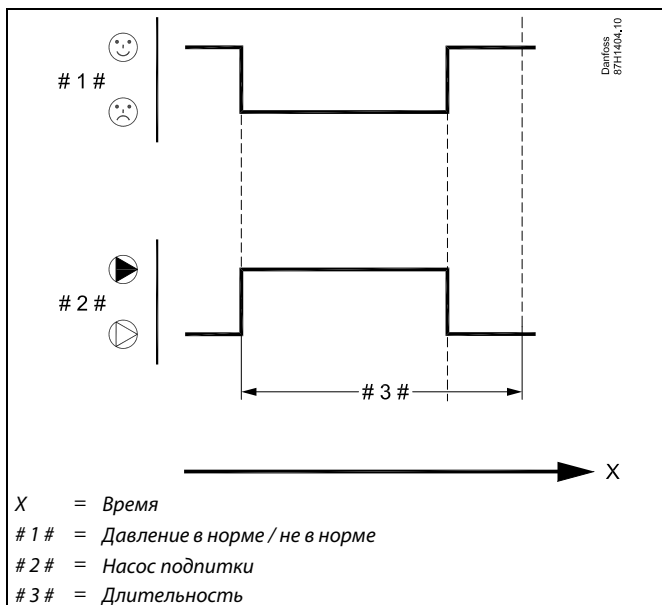 Danfoss
87H1404.10
# 1 #
# 2 #
# 3 #
X
X = Время
# 1 # = Давление в норме / не в норме
# 2 # = Насос подпитки
# 3 # = Длительность